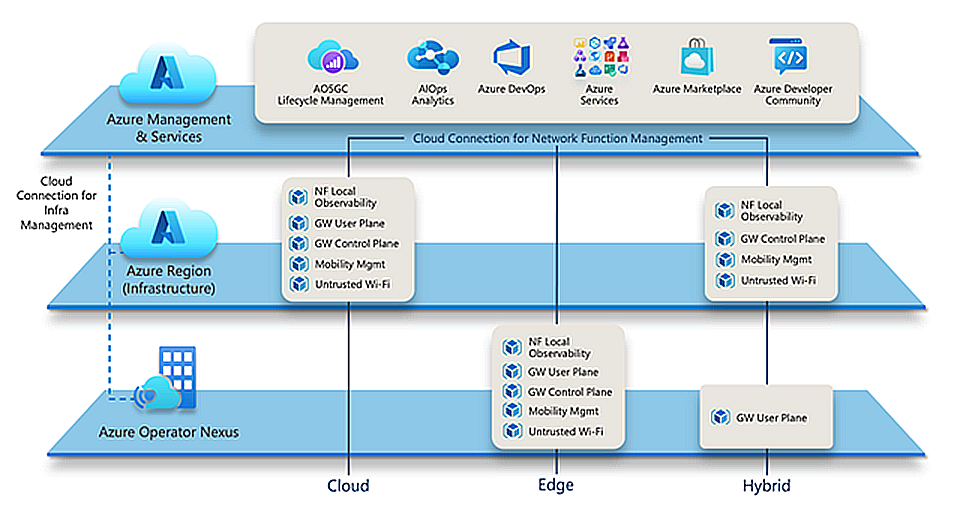 AO5GC
Lifecycle Management
AIOps
Analytics
Azure DevOps
Azure
Services
Azure Marketplace
Azure Developer
Community
Azure Management
& Services
Cloud Connection for Network Function Management
Cloud
Connection for
Infra
Management
NF Local
Observability
GW User Plane
GW Control Plane
Mobility Mgmt
Untrusted Wi-Fi
NF Local
Observability
GW Control Plane
Mobility Mgmt
Untrusted Wi-Fi
Azure Region
(Infrastructure)
NF Local
Observability
GW User Plane
GW Control Plane
Mobility Mgmt
Untrusted Wi-Fi
GW User Plane
Azure Operator Nexus
Cloud
Edge
Hybrid